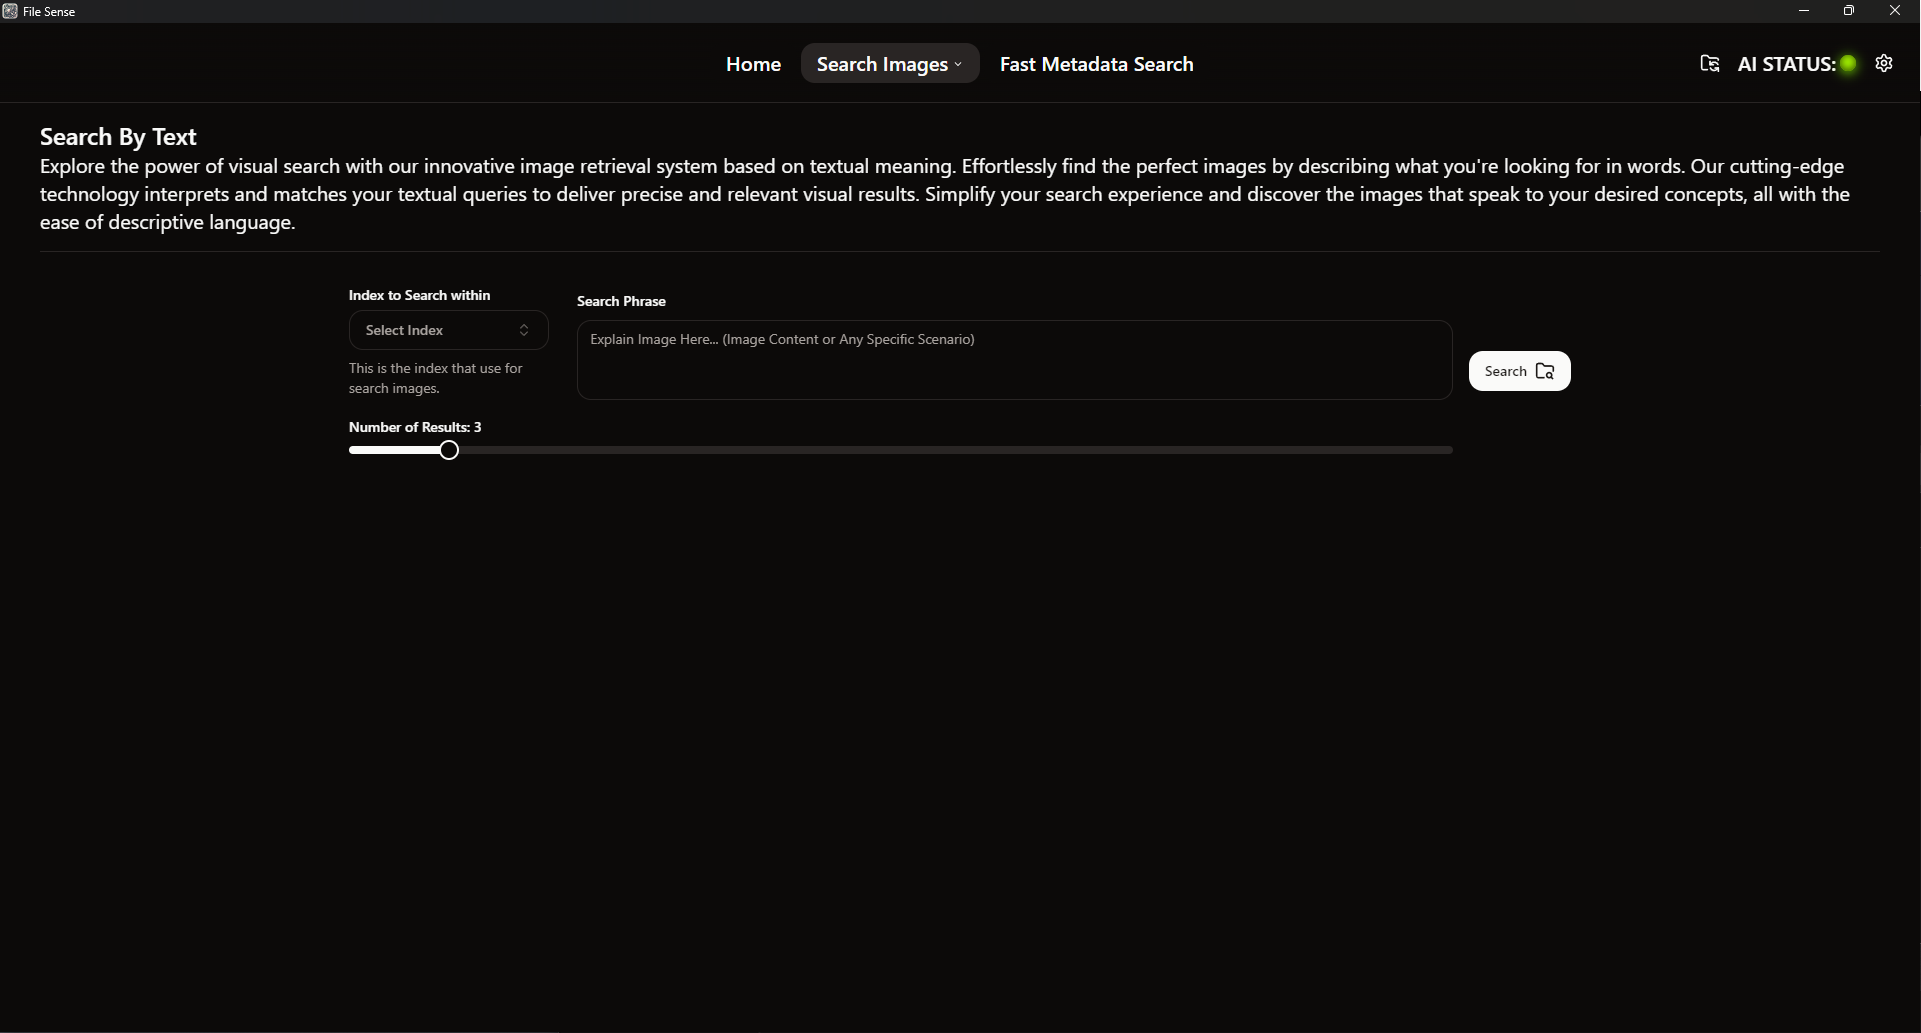 File Sense
Home
Search Images
Fast Metadata Search
AI STATUS:
Search By Text
Explore the power of visual search with our innovative image retrieval system based on textual meaning. Effortlessly find the perfect images by describing what you're looking for in words. Our cutting-edge
technology interprets and matches your textual queries to deliver precise and relevant visual results. Simplify your search experience and discover the images that speak to your desired concepts, all with the
ease of descriptive language.
Index to Search within
Select Index
This is the index that use for
search images.
Search Phrase
Explain Image Here... (Image Content or Any Specific Scenario)
Search
Number of Results: 3